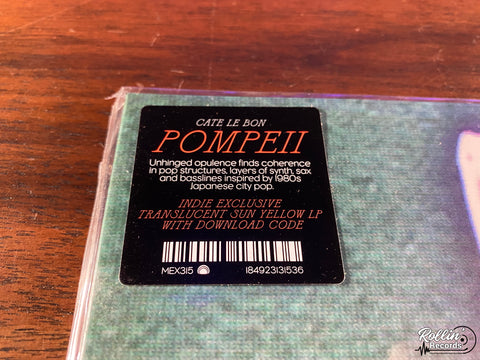 CATE LE BON
POMPEII
Unhinged opulence finds coherence
in pop structures, layers of synth, sax
and basslines inspired by 1980s
Japanese city pop.
INDIE EXCLUSIVE
TRANSLUCENT SUN YELLOW LP
WITH DOWNLOAD CODE
MEX315 184923131536
Rollin'
Records